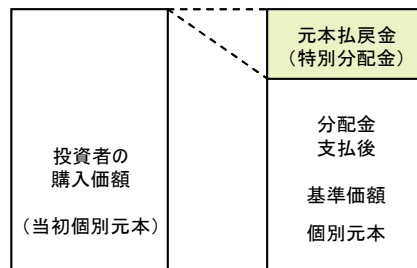 投資者の
購入価額
（当初個別元本）
元本払戻金
（特別分配金）
分配金
支払後
基準価額
個別元本